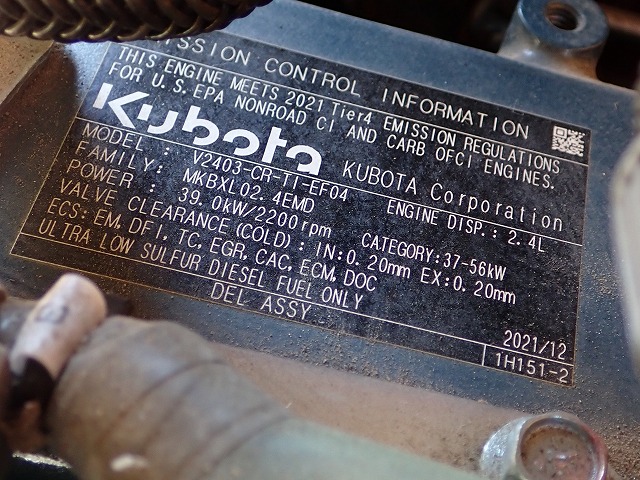 EMISSION CONTROL INFORMATION
THIS ENGINE MEETS 2021 Tier4 EMISSION REGULATIONS
FOR U.S.EPA NONROAD CI AND CARB OFCI ENGINES.
Kubota KUBOTA Corporation
MODEL : V2403-CR-TI-EF04 ENGINE DISP.: 2.4L
FAMILY: MKBXL02.4EMD
POWER : 39.0kW/2200rpm CATEGORY:37-56kW
VALVE CLEARANCE(COLD): IN:0.20mm EX:0.20mm
ECS: EM,DFI,TC,EGR,CAC,ECM,DOC
ULTRA LOW SULFUR DIESEL FUEL ONLY
DEL ASSY
2021/12
1H151-2